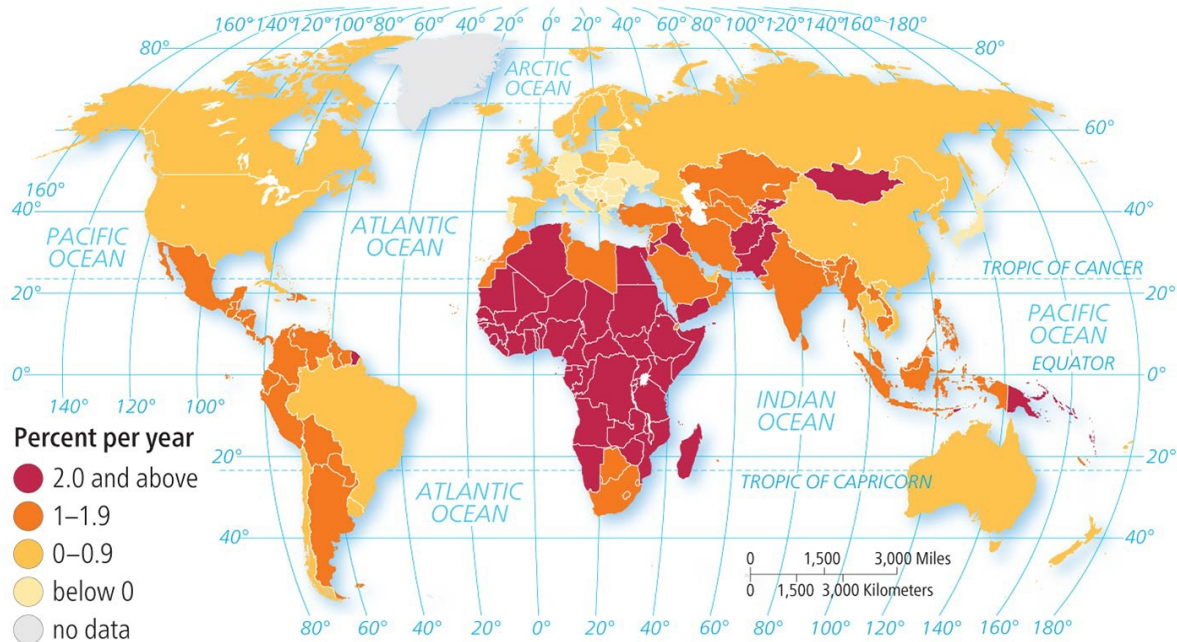 160° 140° 120° 100° 80° 60° 40° 20° 0° 20° 40° 60° 80° 100° 120° 140° 160°
80° 80°
ARCTIC
OCEAN
60°
160°
40° 40°
PACIFIC
OCEAN
ATLANTIC
OCEAN
TROPIC OF CANCER
20° 20°
PACIFIC
OCEAN
EQUATOR
0° 0°
140° 120° 100°
INDIAN
OCEAN
Percent per year
2.0 and above
1–1.9
0–0.9
below 0
no data
20° 20°
TROPIC OF CAPRICORN
ATLANTIC
OCEAN
40° 40°
0 1,500 3,000 Miles
0 1,500 3,000 Kilometers
80° 60° 40° 20° 0° 20° 40° 60° 80° 100° 120° 140° 160° 180°